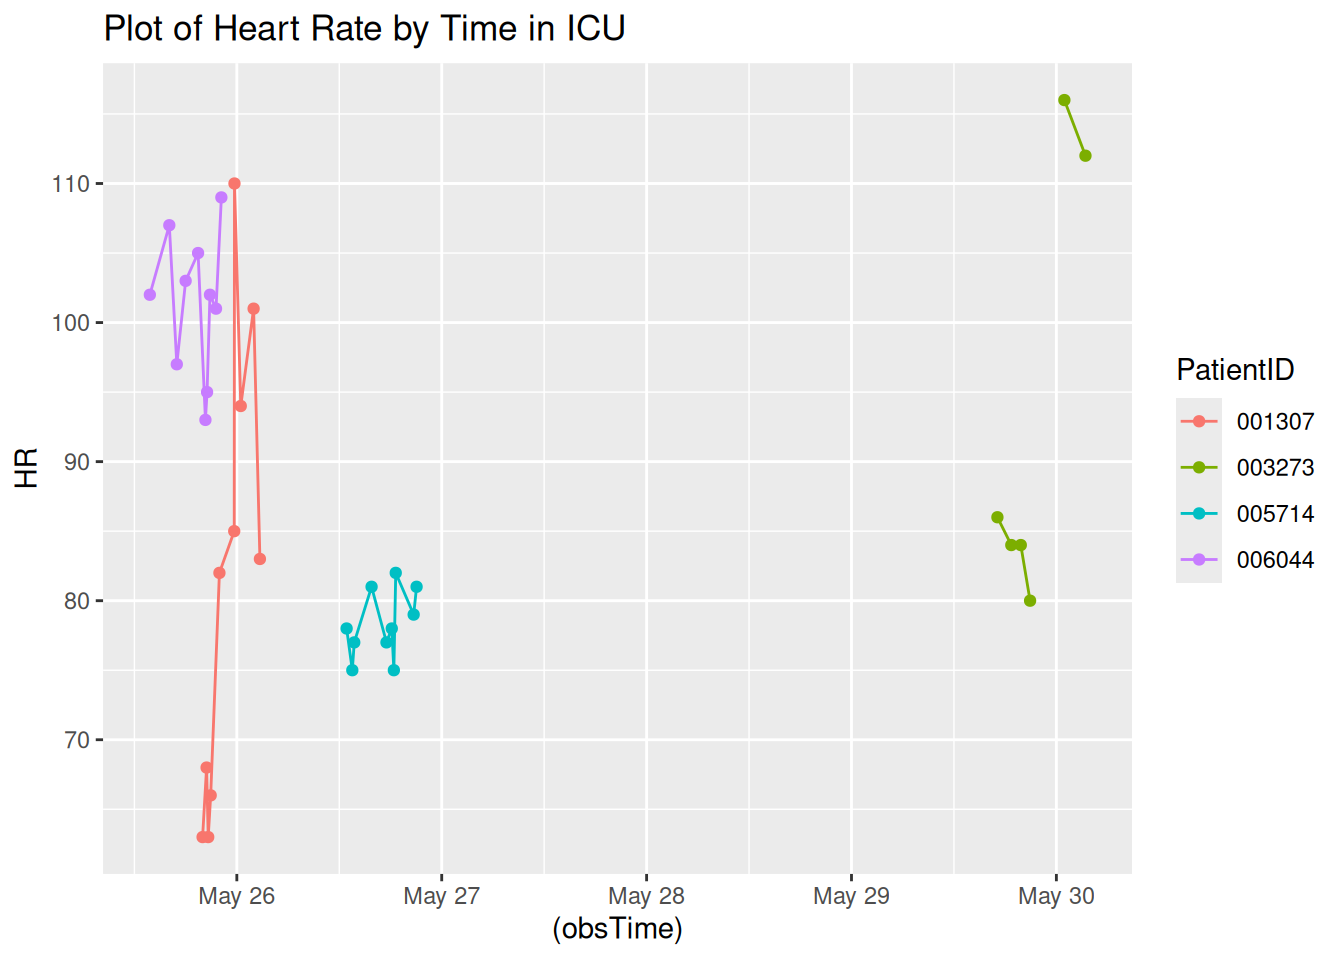 Plot of Heart Rate by Time in ICU
110
100
90
80
70
HR
May 26
May 27
May 28
May 29
May 30
(obsTime)
PatientID
001307
003273
005714
006044